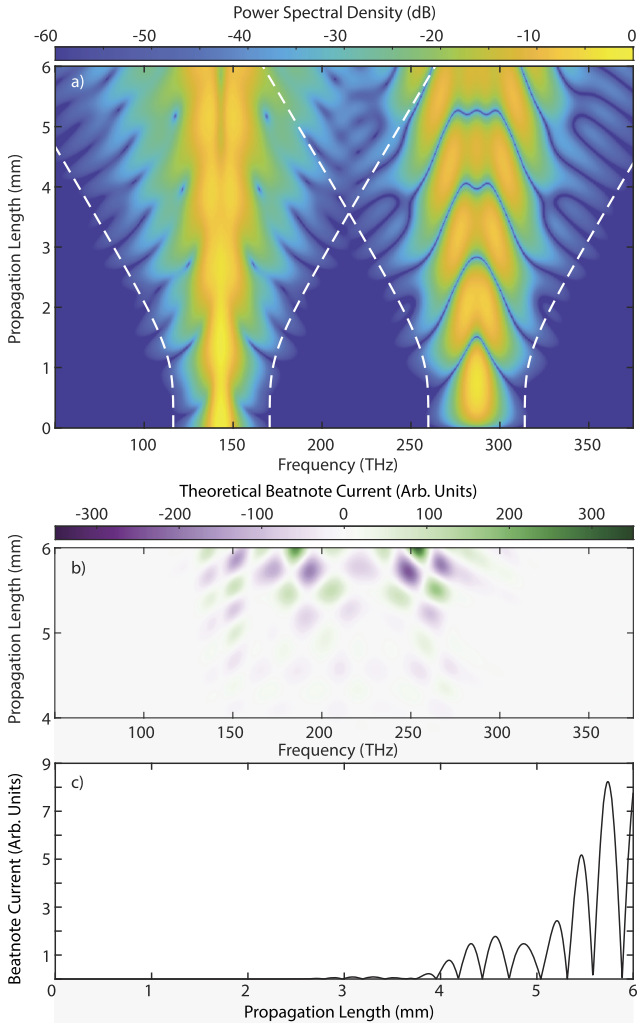 Power Spectral Density (dB)
-60 -50 -40 -30 -20 -10 0
a)
6
5
4
3
2
1
0
Propagation Length (mm)
100 150 200 250 300 350
Frequency (THz)
Theoretical Beatnote Current (Arb. Units)
-300 -200 -100 0 100 200 300
b)
6
5
4
Propagation Length (mm)
100 150 200 250 300 350
Frequency (THz)
c)
9
7
5
3
1
Beatnote Current (Arb. Units)
0 1 2 3 4 5 6
Propagation Length (mm)